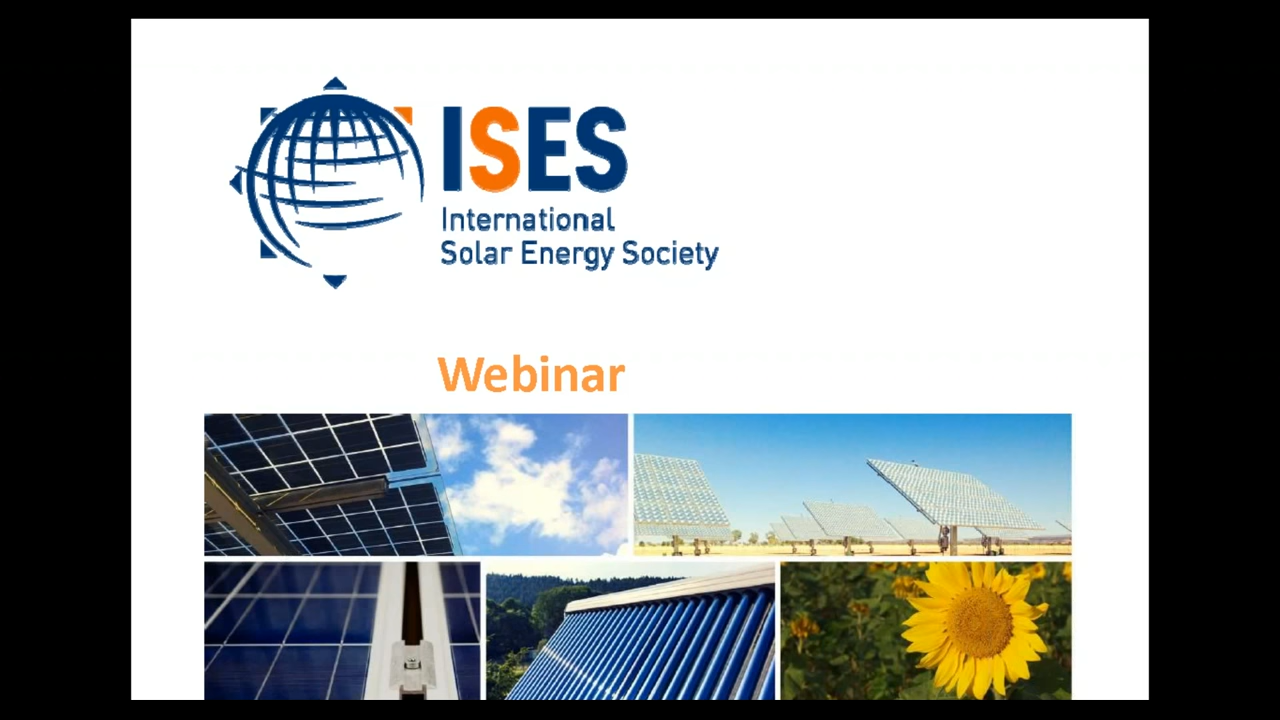 ISES
International
Solar Energy Society
Webinar